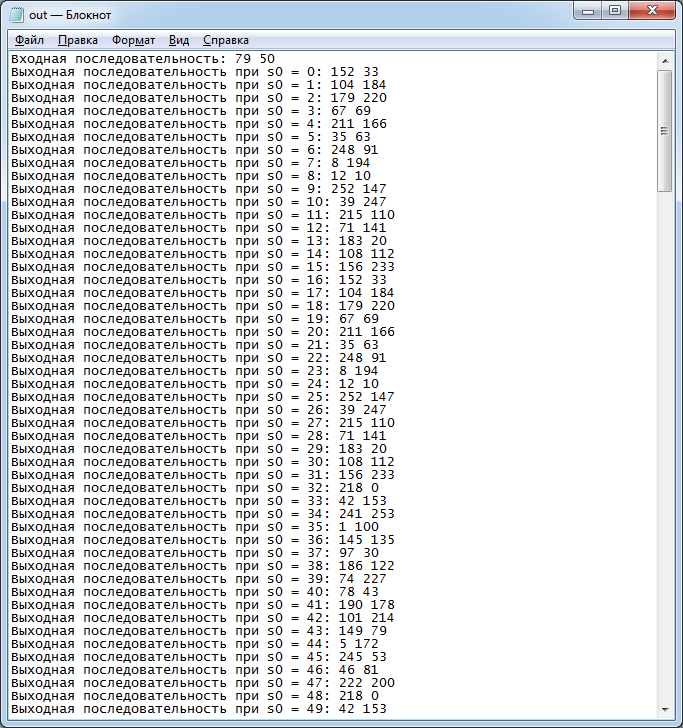 out — Блокнот
Файл Правка Формат Вид Справка
Входная последовательность: 79 50
Выходная последовательность при s0 = 0: 152 33
Выходная последовательность при s0 = 1: 104 184
Выходная последовательность при s0 = 2: 179 220
Выходная последовательность при s0 = 3: 67 69
Выходная последовательность при s0 = 4: 211 166
Выходная последовательность при s0 = 5: 35 63
Выходная последовательность при s0 = 6: 248 91
Выходная последовательность при s0 = 7: 8 194
Выходная последовательность при s0 = 8: 12 10
Выходная последовательность при s0 = 9: 252 147
Выходная последовательность при s0 = 10: 39 247
Выходная последовательность при s0 = 11: 215 110
Выходная последовательность при s0 = 12: 71 141
Выходная последовательность при s0 = 13: 183 20
Выходная последовательность при s0 = 14: 108 112
Выходная последовательность при s0 = 15: 156 233
Выходная последовательность при s0 = 16: 152 33
Выходная последовательность при s0 = 17: 104 184
Выходная последовательность при s0 = 18: 179 220
Выходная последовательность при s0 = 19: 67 69
Выходная последовательность при s0 = 20: 211 166
Выходная последовательность при s0 = 21: 35 63
Выходная последовательность при s0 = 22: 248 91
Выходная последовательность при s0 = 23: 8 194
Выходная последовательность при s0 = 24: 12 10
Выходная последовательность при s0 = 25: 252 147
Выходная последовательность при s0 = 26: 39 247
Выходная последовательность при s0 = 27: 215 110
Выходная последовательность при s0 = 28: 71 141
Выходная последовательность при s0 = 29: 183 20
Выходная последовательность при s0 = 30: 108 112
Выходная последовательность при s0 = 31: 156 233
Выходная последовательность при s0 = 32: 218 0
Выходная последовательность при s0 = 33: 42 153
Выходная последовательность при s0 = 34: 241 253
Выходная последовательность при s0 = 35: 1 100
Выходная последовательность при s0 = 36: 145 135
Выходная последовательность при s0 = 37: 97 30
Выходная последовательность при s0 = 38: 186 122
Выходная последовательность при s0 = 39: 74 227
Выходная последовательность при s0 = 40: 78 43
Выходная последовательность при s0 = 41: 190 178
Выходная последовательность при s0 = 42: 101 214
Выходная последовательность при s0 = 43: 149 79
Выходная последовательность при s0 = 44: 5 172
Выходная последовательность при s0 = 45: 245 53
Выходная последовательность при s0 = 46: 46 81
Выходная последовательность при s0 = 47: 222 200
Выходная последовательность при s0 = 48: 218 0
Выходная последовательность при s0 = 49: 42 153